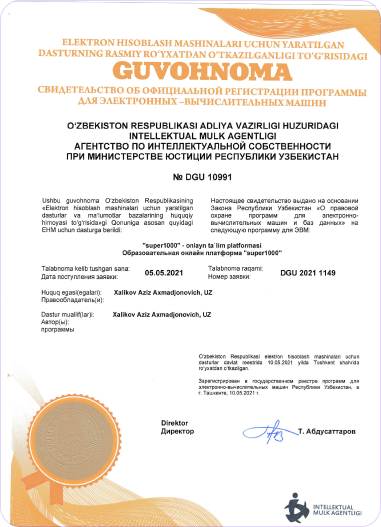 ELEKTRON HISOBLASH MASHINALARI UCHUN YARATILGAN
DASTURNING RASMIY RO'YXATDAN O'TKAZILGANLIGI TO'G'RISIDAGI
GUVOHNOMA
СВИДЕТЕЛЬСТВО ОБ ОФИЦИАЛЬНОЙ РЕГИСТРАЦИИ ПРОГРАММЫ
ДЛЯ ЭЛЕКТРОННЫХ –ВЫЧИСЛИТЕЛЬНЫХ МАШИН
O'ZBEKISTON RESPUBLIKASI ADLIYA VAZIRLIGI HUZURIDAGI
INTELLEKTUAL MULK AGENTLIGI
АГЕНТСТВО ПО ИНТЕЛЛЕКТУАЛЬНОЙ СОБСТВЕННОСТИ
ПРИ МИНИСТЕРСТВЕ ЮСТИЦИИ РЕСПУБЛИКИ УЗБЕКИСТАН
№ DGU 10991
Ushbu guvohnoma O'zbekiston Respublikasining
«Elektron hisoblash mashinalari uchun yaratilgan
dasturlar va ma'lumotlar bazalarining huquqiy
himoyasi to'g'risida»gi Qonuniga asosan quyidagi
EHM uchun dasturga berildi:
Настоящее свидетельство выдано на основании
Закона Республики Узбекистан «О правовой
охране программ для электронно-
вычислительных машин и баз данных» на
следующую программу для ЭВМ:
"super1000" - onlayn ta`lim platformasi
Образовательная онлайн платформа "super1000"
Talabnoma kelib tushgan sana:
Дата поступления заявки:
05.05.2021
Talabnoma raqami:
Номер заявки:
DGU 2021 1149
Huquq egasi(egalari):
Правообладатель(и):
Xalikov Aziz Axmadjonovich, UZ
Dastur muallif(lari):
Автор(ы):
программы
Xalikov Aziz Axmadjonovich, UZ
O'zbekiston Respublikasi elektron hisoblash mashinalari uchun
dasturlar davlat reestrida 10.05.2021 yilda Toshkent shahrida
ro'yxatdan o'tkazilgan.
Зарегистрирован в государственном реестре программ для
электронно-вычислительных машин Республики Узбекистан, в
г. Ташкенте, 10.05.2021 г.
Direktor
Директор
Т. Абдусаттаров
INTELLEKTUAL
MULK AGENTLIGI